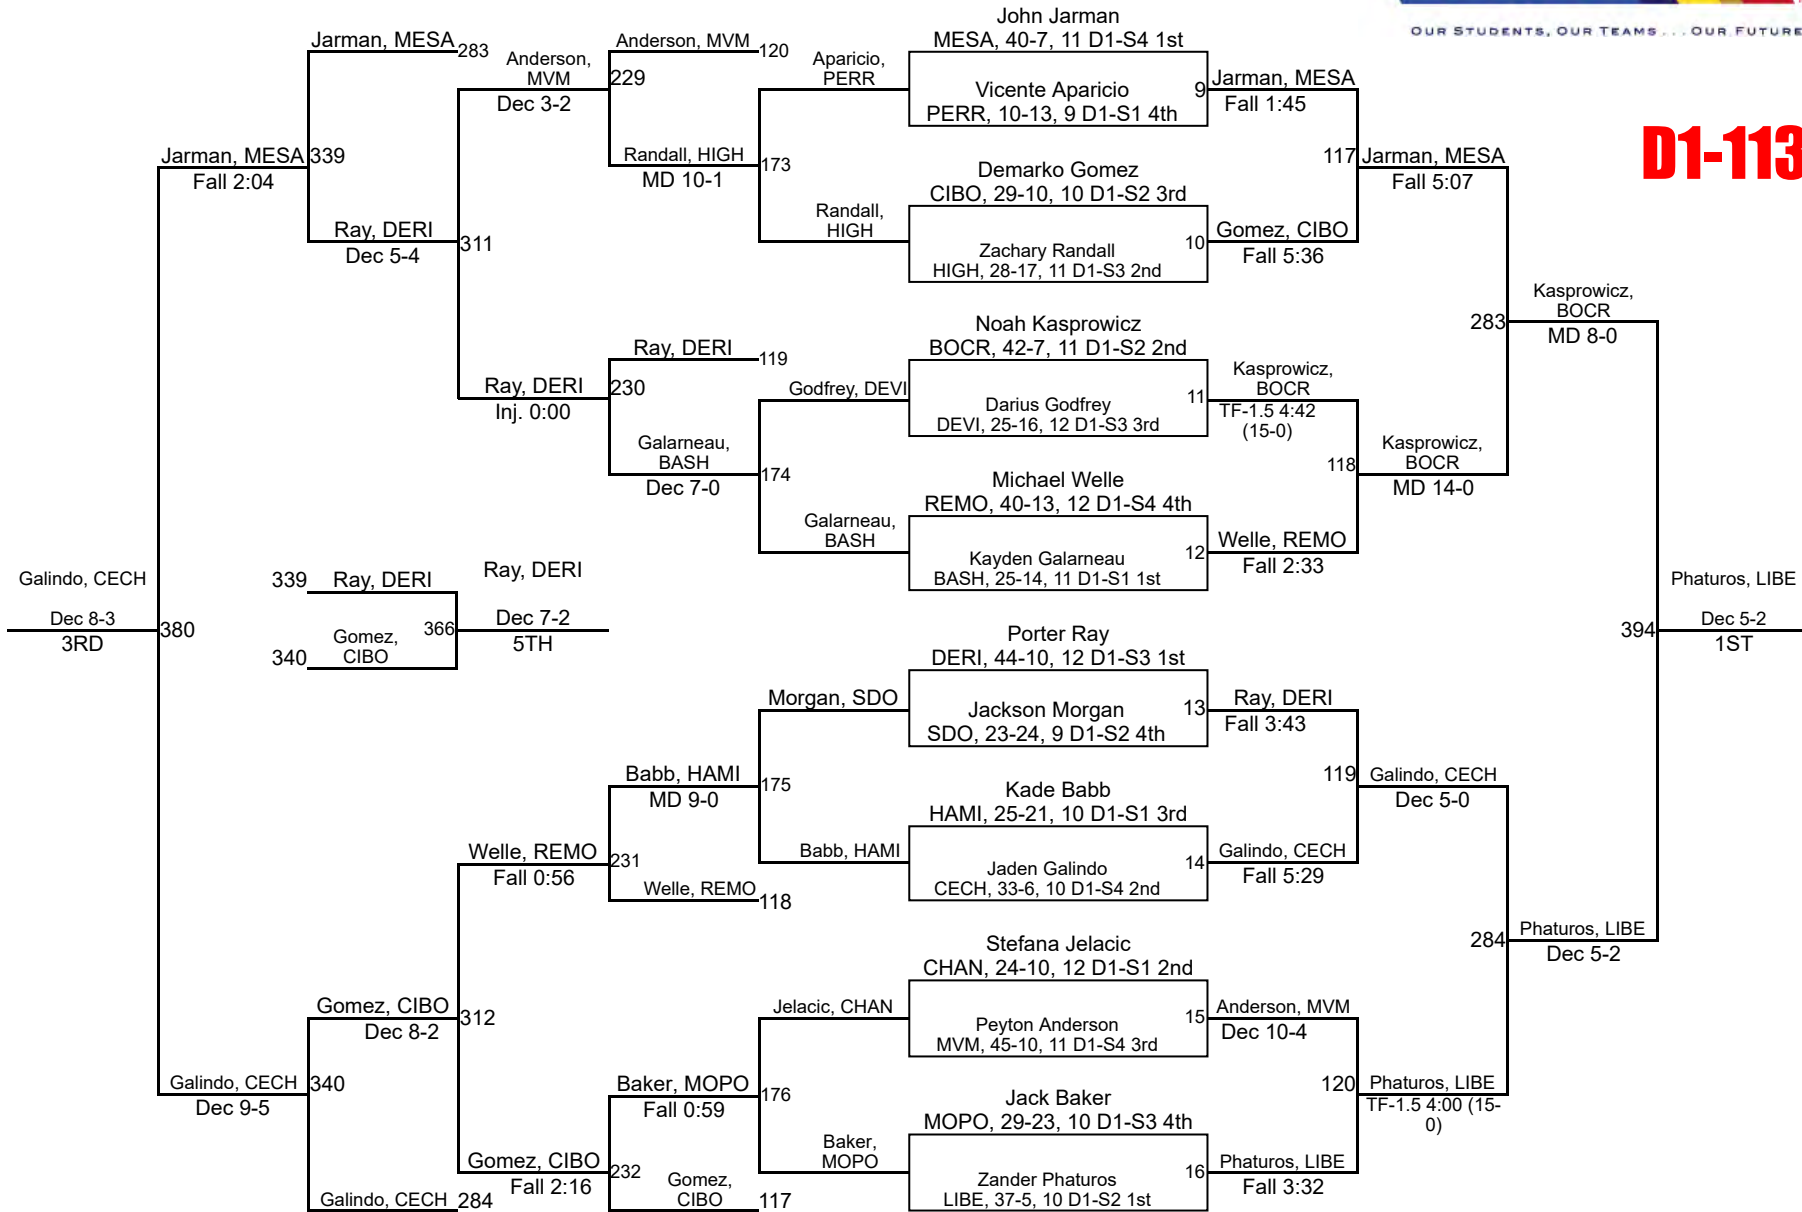 OUR STUDENTS, OUR TEAMS . . . OUR FUTURE
D1-113
John Jarman
MESA, 40-7, 11 D1-S4 1st
Vicente Aparicio
PERR, 10-13, 9 D1-S1 4th
9
Demarko Gomez
CIBO, 29-10, 10 D1-S2 3rd
Zachary Randall
HIGH, 28-17, 11 D1-S3 2nd
10
Noah Kasprowicz
BOCR, 42-7, 11 D1-S2 2nd
Darius Godfrey
DEVI, 25-16, 12 D1-S3 3rd
11
Michael Welle
REMO, 40-13, 12 D1-S4 4th
Kayden Galarneau
BASH, 25-14, 11 D1-S1 1st
12
Porter Ray
DERI, 44-10, 12 D1-S3 1st
Jackson Morgan
SDO, 23-24, 9 D1-S2 4th
13
Kade Babb
HAMI, 25-21, 10 D1-S1 3rd
Jaden Galindo
CECH, 33-6, 10 D1-S4 2nd
14
Stefana Jelacic
CHAN, 24-10, 12 D1-S1 2nd
Peyton Anderson
MVM, 45-10, 11 D1-S4 3rd
15
Jack Baker
MOPO, 29-23, 10 D1-S3 4th
Zander Phaturos
LIBE, 37-5, 10 D1-S2 1st
16
Jarman, MESA
Fall 1:45
Gomez, CIBO
Fall 5:36
Kasprowicz,
BOCR
TF-1.5 4:42
(15-0)
Welle, REMO
Fall 2:33
Ray, DERI
Fall 3:43
Galindo, CECH
Fall 5:29
Anderson, MVM
Dec 10-4
Phaturos, LIBE
Fall 3:32
117
Jarman, MESA
Fall 5:07
118
Kasprowicz,
BOCR
MD 14-0
119
Galindo, CECH
Dec 5-0
120
Phaturos, LIBE
TF-1.5 4:00 (15-
0)
283
Kasprowicz,
BOCR
MD 8-0
284
Phaturos, LIBE
Dec 5-2
394
Phaturos, LIBE
Dec 5-2
1ST
Aparicio,
PERR
Randall,
HIGH
Godfrey, DEVI
Galarneau,
BASH
Morgan, SDO
Babb, HAMI
Jelacic, CHAN
Baker,
MOPO
Anderson, MVM
120
Randall, HIGH
MD 10-1
173
Ray, DERI
119
Galarneau,
BASH
Dec 7-0
174
Babb, HAMI
MD 9-0
175
Welle, REMO
118
Baker, MOPO
Fall 0:59
176
Gomez,
CIBO
117
Anderson,
MVM
Dec 3-2
229
Ray, DERI
Inj. 0:00
230
Welle, REMO
Fall 0:56
231
Gomez, CIBO
Fall 2:16
232
Jarman, MESA
283
Ray, DERI
Dec 5-4
311
Gomez, CIBO
Dec 8-2
312
Galindo, CECH
284
Jarman, MESA
Fall 2:04
339
Galindo, CECH
Dec 9-5
340
Galindo, CECH
Dec 8-3
3RD
380
339
Ray, DERI
340
Gomez,
CIBO
366
Ray, DERI
Dec 7-2
5TH